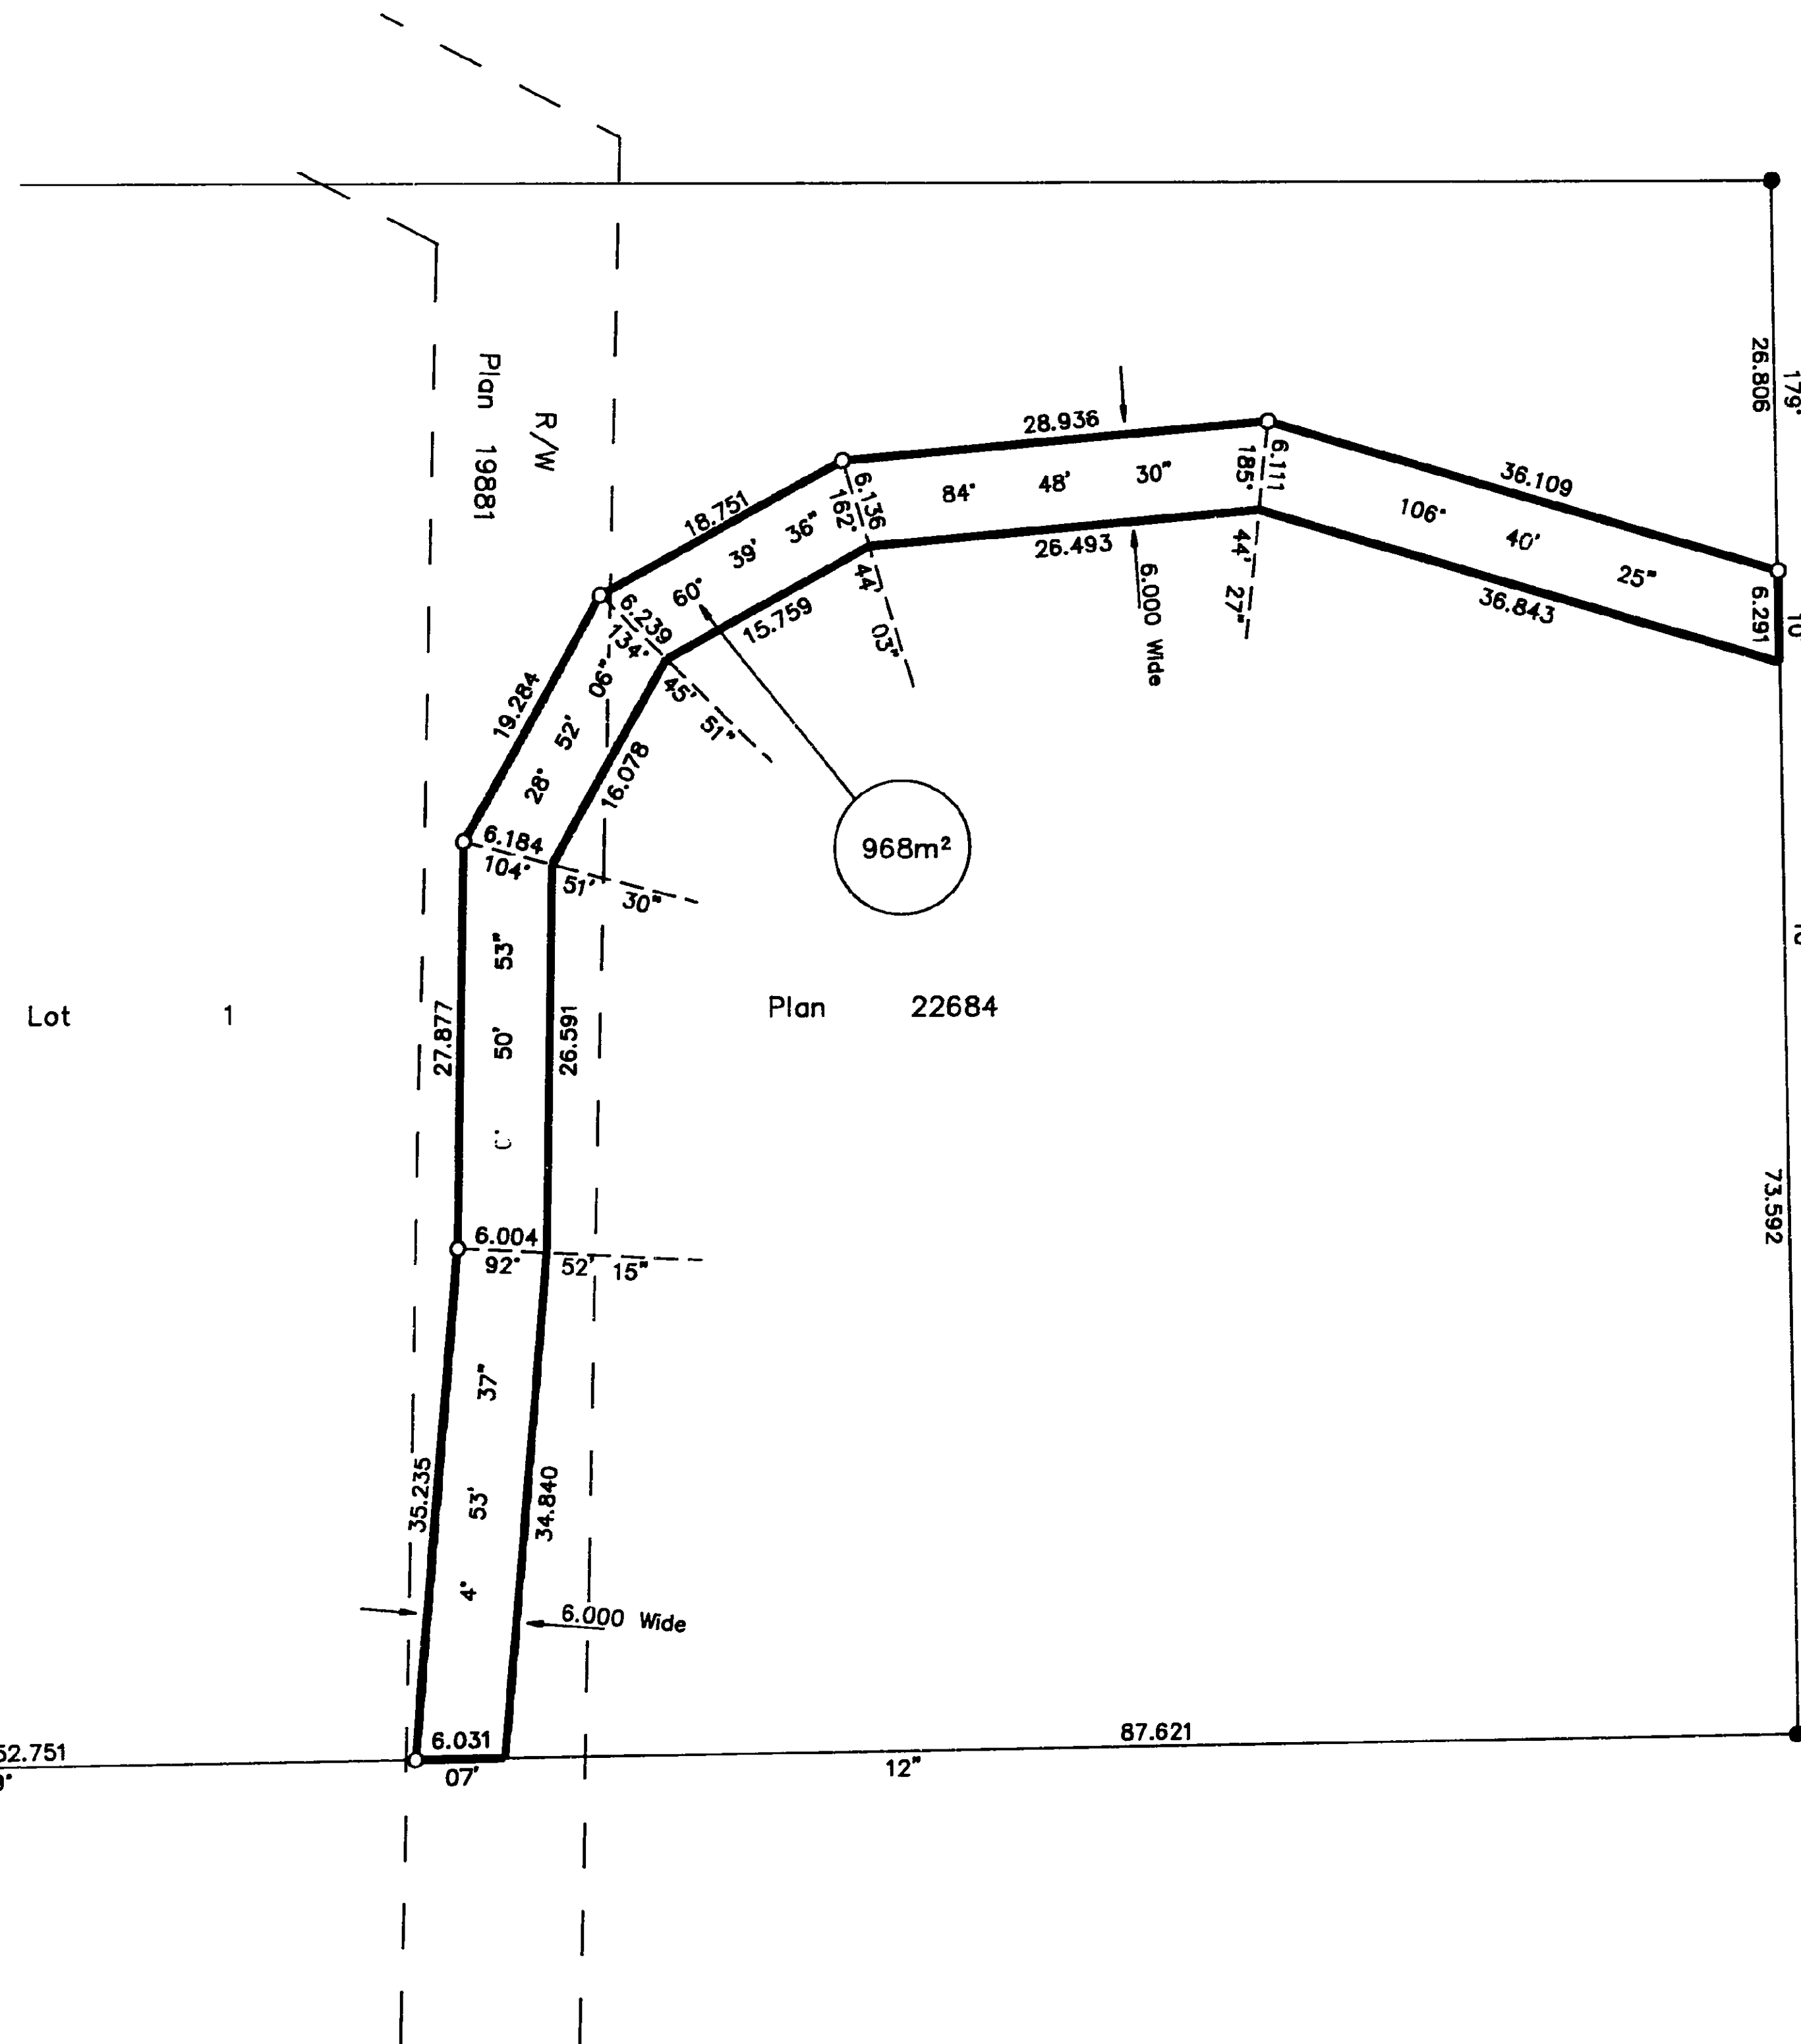 26.806
179°
Plan 19881
R/W
28.936
36.109
6.111
185° 44' 27"
84° 48' 30"
106° 40' 25"
6.136
162° 44' 03"
18.751
60° 39' 36"
26.493
6.000 Wide
36.843
6.291
15.759
6.239
134° 45' 51"
19.284
28° 52' 06"
16.078
6.184
104° 51' 30"
968m²
53"
50'
27.877
26.591
Lot 1
Plan 22684
73.592
6.004
92° 52' 15"
4° 53' 37"
35.235
34.840
6.000 Wide
6.031
87.621
52.751
07' 12"